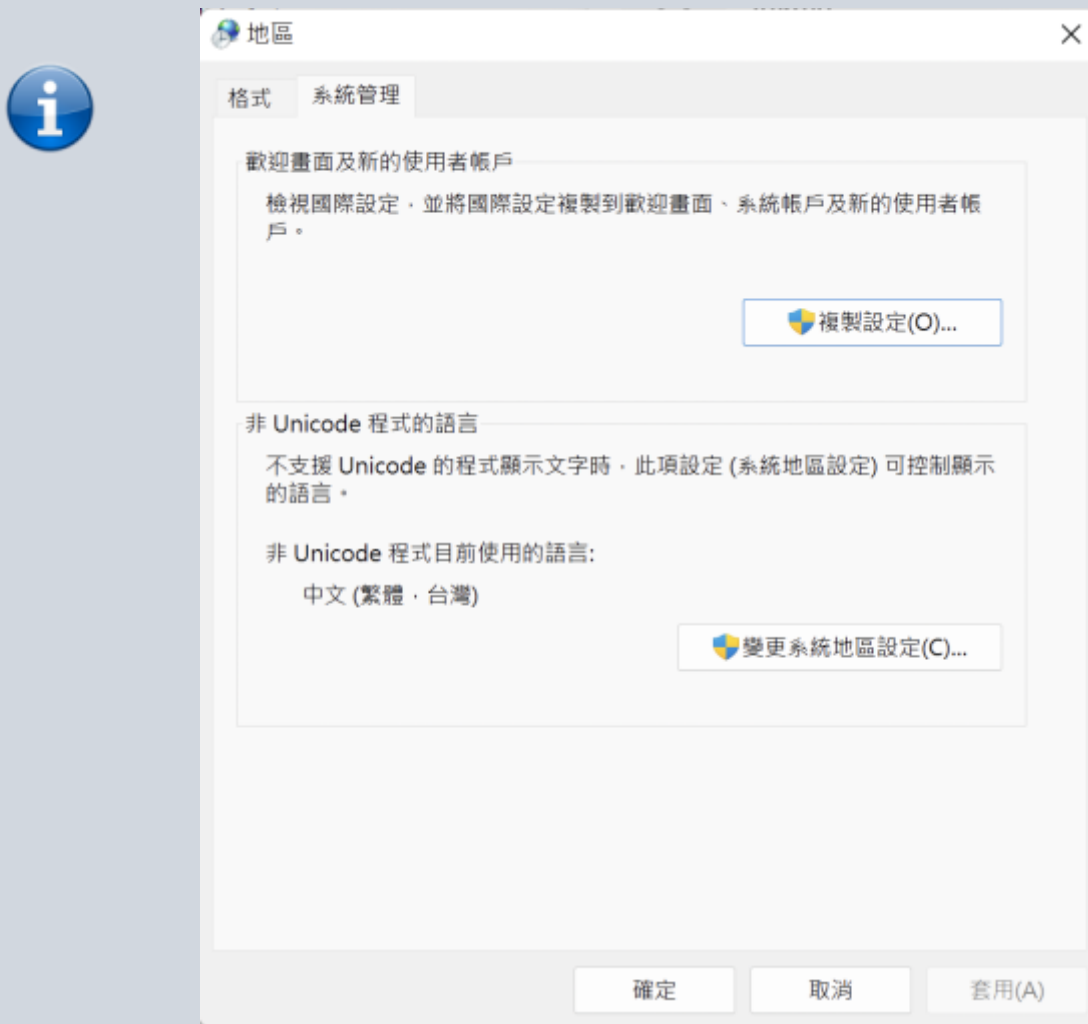 地區
格式
系統管理
歡迎畫面及新的使用者帳戶
檢視國際設定，並將國際設定複製到歡迎畫面、系統帳戶及新的使用者帳
戶。
複製設定(O)...
非 Unicode 程式的語言
不支援 Unicode 的程式顯示文字時，此項設定 (系統地區設定) 可控制顯示
的語言。
非 Unicode 程式目前使用的語言:
中文 (繁體，台灣)
變更系統地區設定(C)...
確定
取消
套用(A)